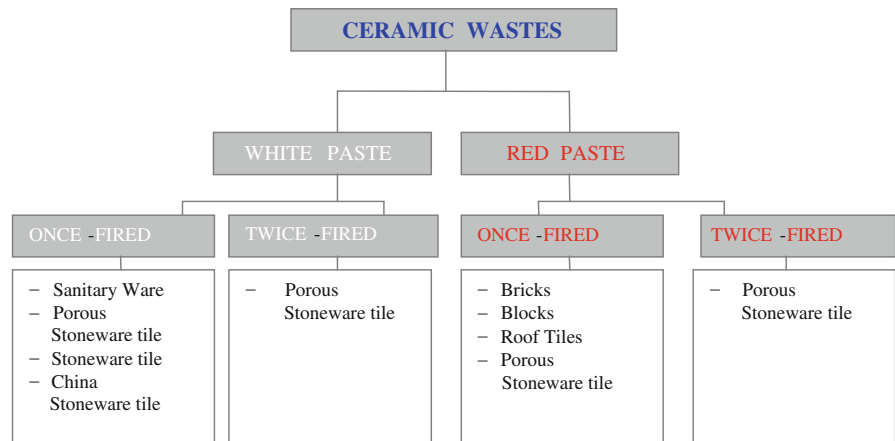 CERAMIC WASTES
WHITE PASTE
RED PASTE
ONCE -FIRED
TWICE -FIRED
ONCE -FIRED
TWICE -FIRED
– Sanitary Ware
– Porous
Stoneware tile
– Stoneware tile
– China
Stoneware tile
– Porous
Stoneware tile
– Bricks
– Blocks
– Roof Tiles
– Porous
Stoneware tile
– Porous
Stoneware tile